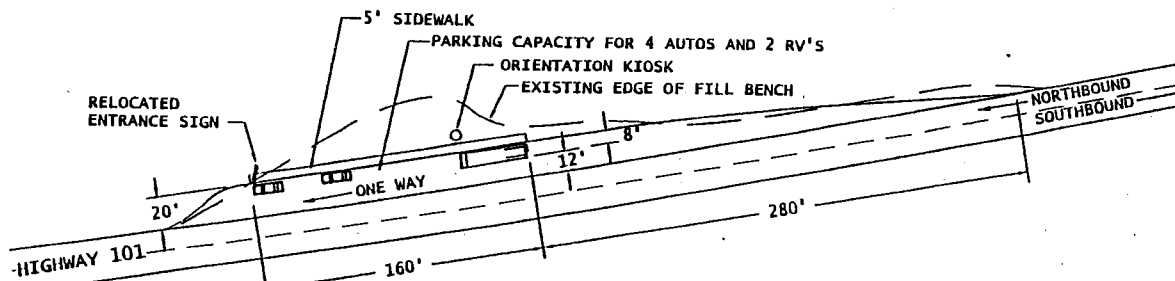 5' SIDEWALK
PARKING CAPACITY FOR 4 AUTOS AND 2 RV'S
ORIENTATION KIOSK
EXISTING EDGE OF FILL BENCH
RELOCATED
ENTRANCE SIGN
NORTHBOUND
SOUTHBOUND
8'
12'
ONE WAY
20'
280'
HIGHWAY 101
160'